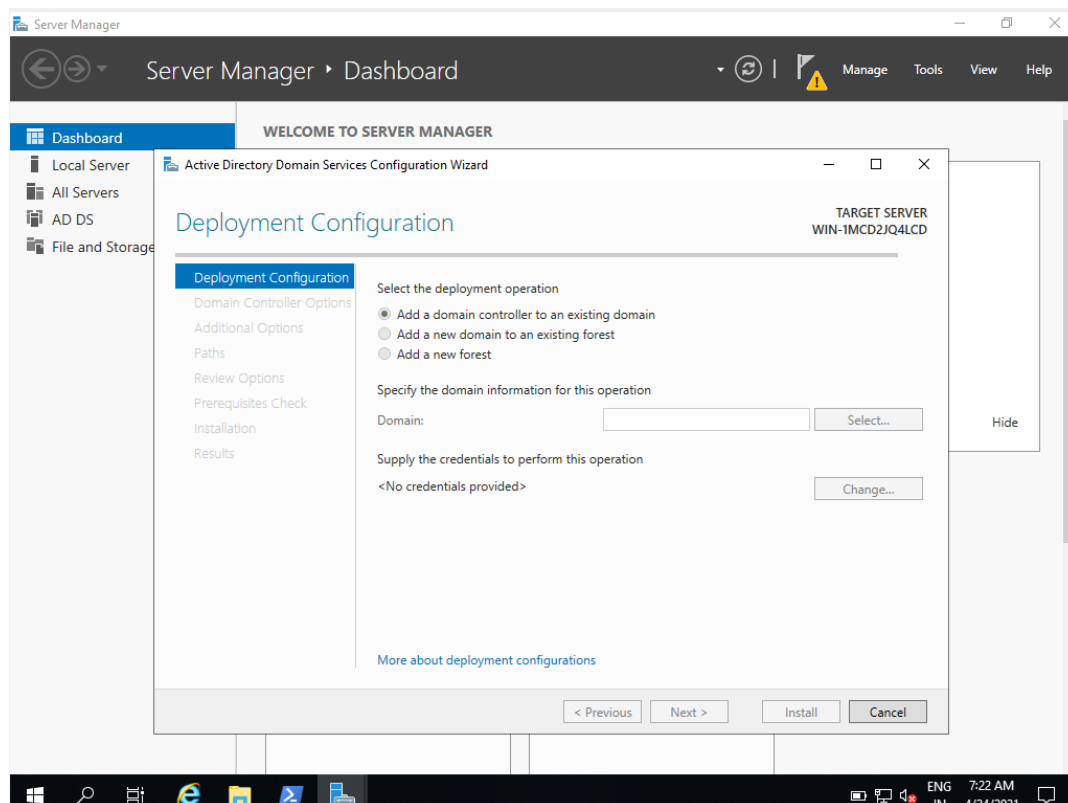 Server Manager
Server Manager • Dashboard
Manage Tools View Help
Dashboard
Local Server
All Servers
AD DS
File and Storage
WELCOME TO SERVER MANAGER
Active Directory Domain Services Configuration Wizard
Deployment Configuration
TARGET SERVER
WIN-1MCD2JQ4LCD
Deployment Configuration
Domain Controller Options
Additional Options
Paths
Review Options
Prerequisites Check
Installation
Results
Select the deployment operation
Add a domain controller to an existing domain
Add a new domain to an existing forest
Add a new forest
Specify the domain information for this operation
Domain:
Select...
Supply the credentials to perform this operation
<No credentials provided>
Change...
More about deployment configurations
< Previous
Next >
Install
Cancel
Hide
ENG
IN
7:22 AM
4/24/2021